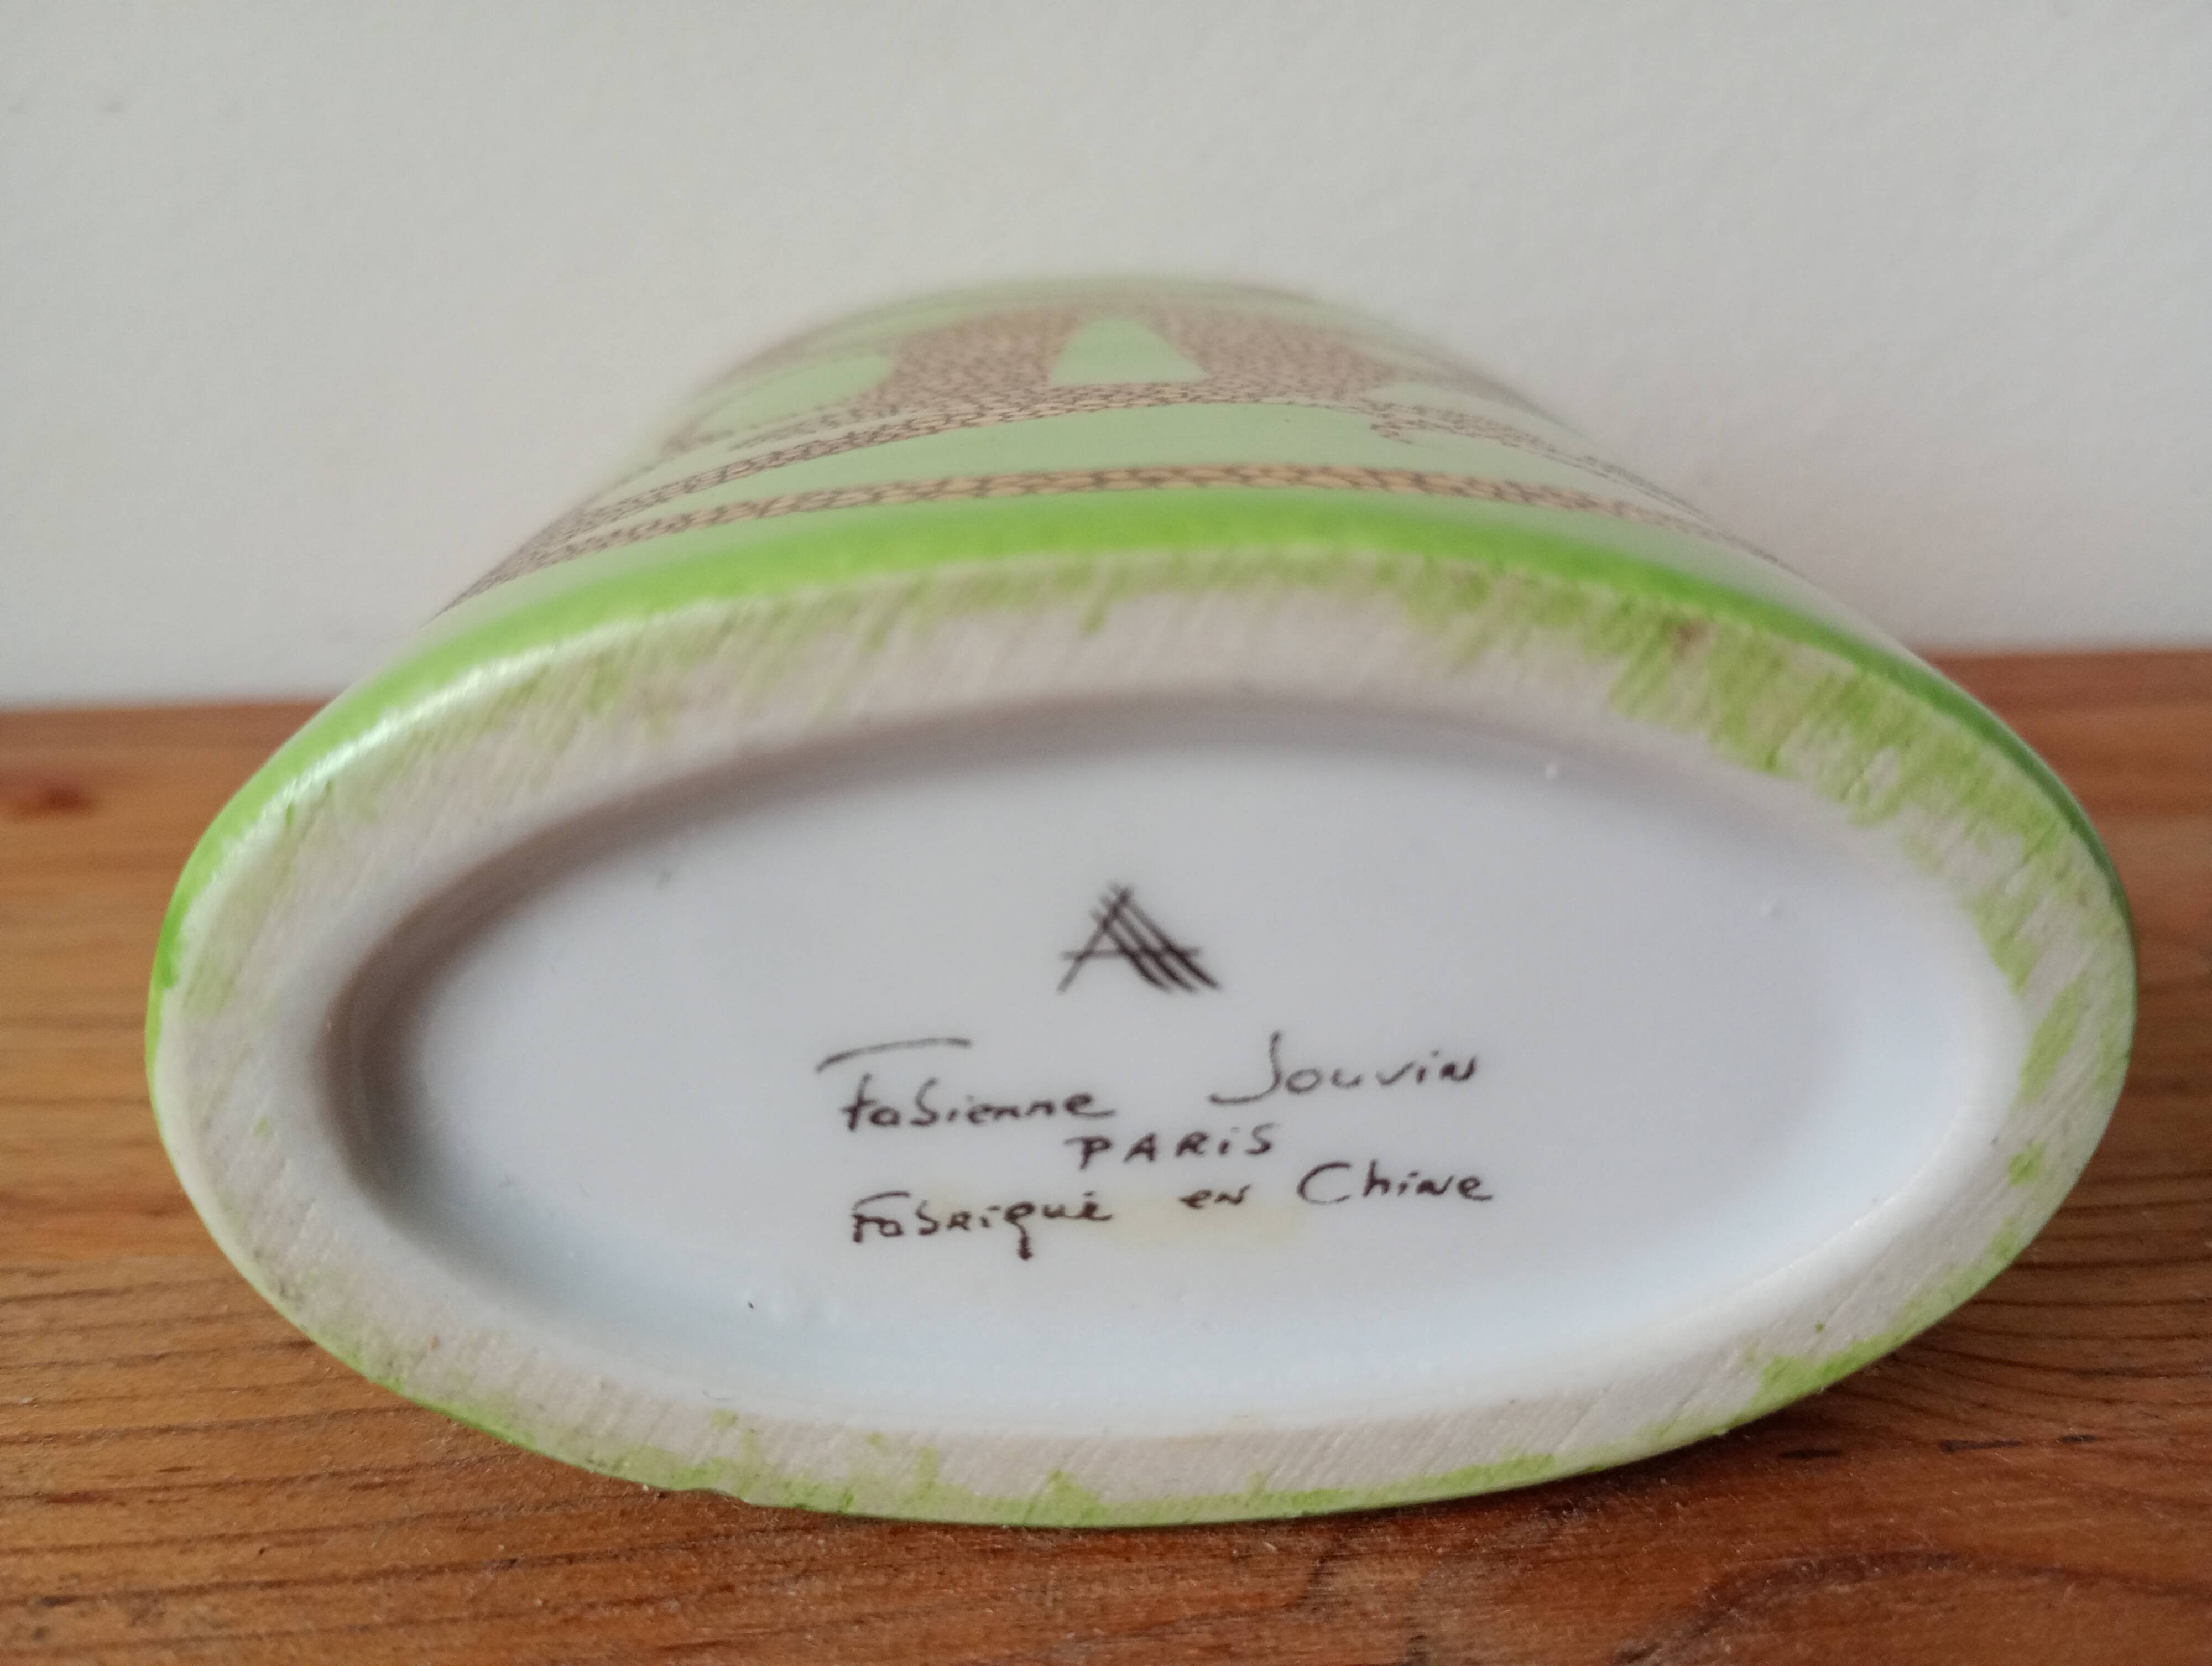 Fabienne Jouvin
PARiS
Fabriqué en Chine